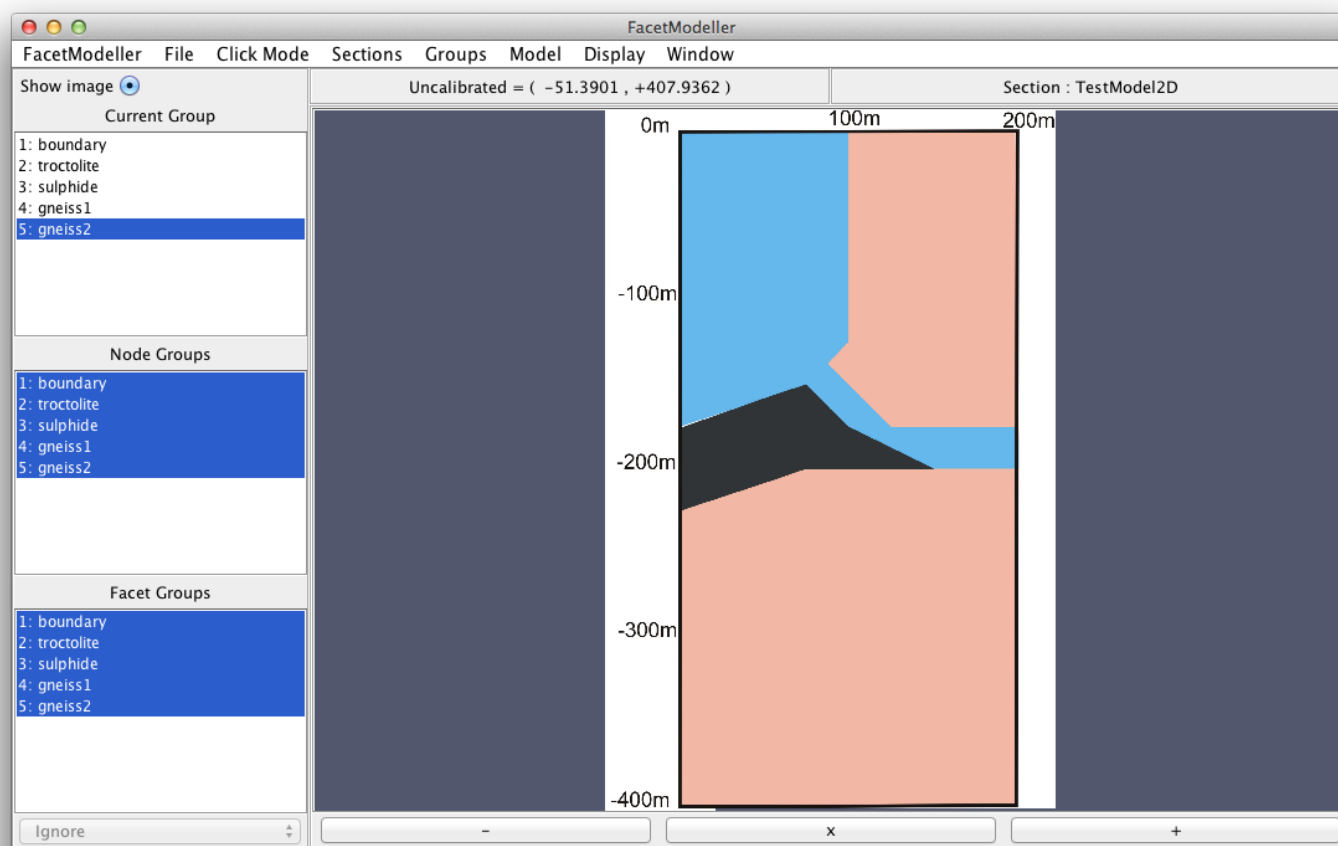 FacetModeller
FacetModeller File Click Mode Sections Groups Model Display Window
Show image
Uncalibrated = ( -51.3901 , +407.9362 )
Section : TestModel2D
Current Group
1: boundary
2: troctolite
3: sulphide
4: gneiss1
5: gneiss2
Node Groups
1: boundary
2: troctolite
3: sulphide
4: gneiss1
5: gneiss2
Facet Groups
1: boundary
2: troctolite
3: sulphide
4: gneiss1
5: gneiss2
Ignore
0m
100m
200m
-100m
-200m
-300m
-400m
-
x
+